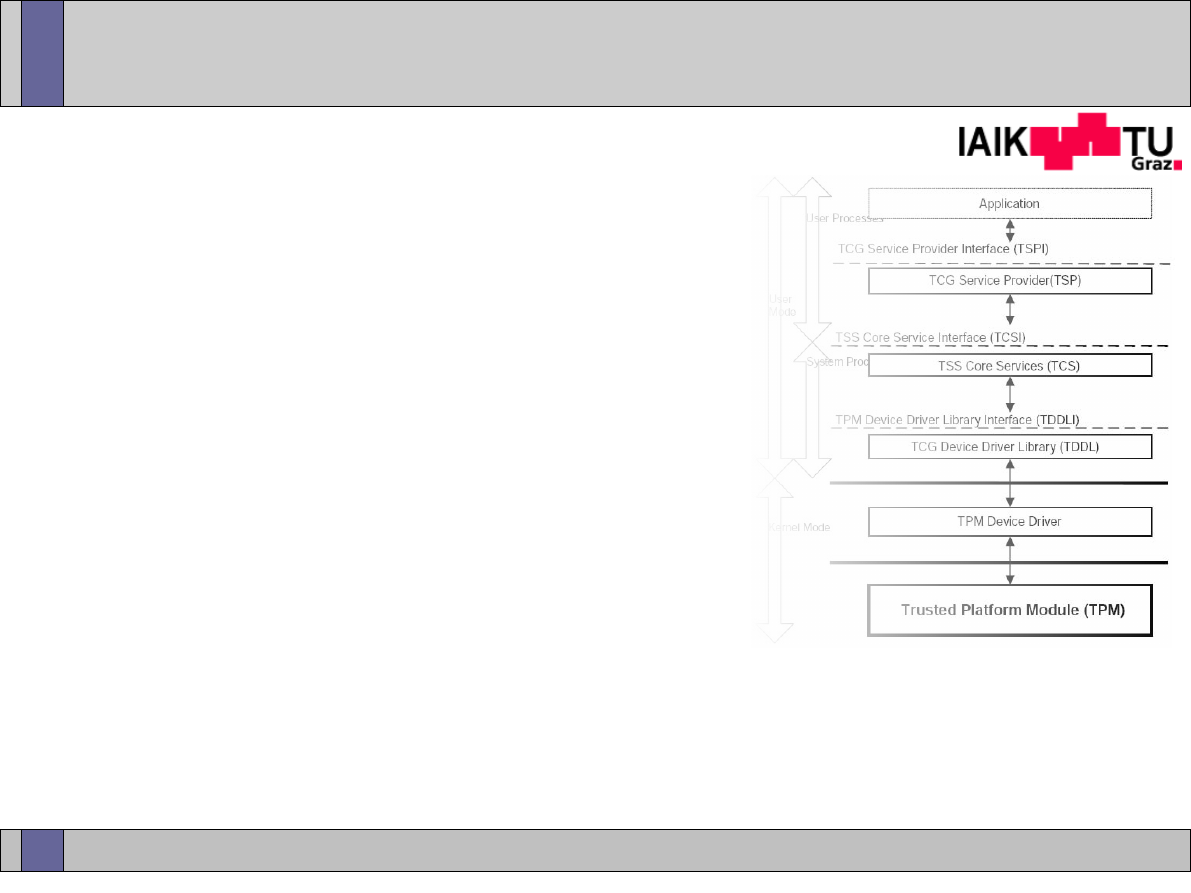 IAIK TU
Graz
Application
User Processes
TCG Service Provider Interface (TSPI)
TCG Service Provider(TSP)
User
Mode
TSS Core Service Interface (TCSI)
System Proc
TSS Core Services (TCS)
TPM Device Driver Library Interface (TDDLI)
TCG Device Driver Library (TDDL)
TPM Device Driver
Kernel Mode
Trusted Platform Module (TPM)